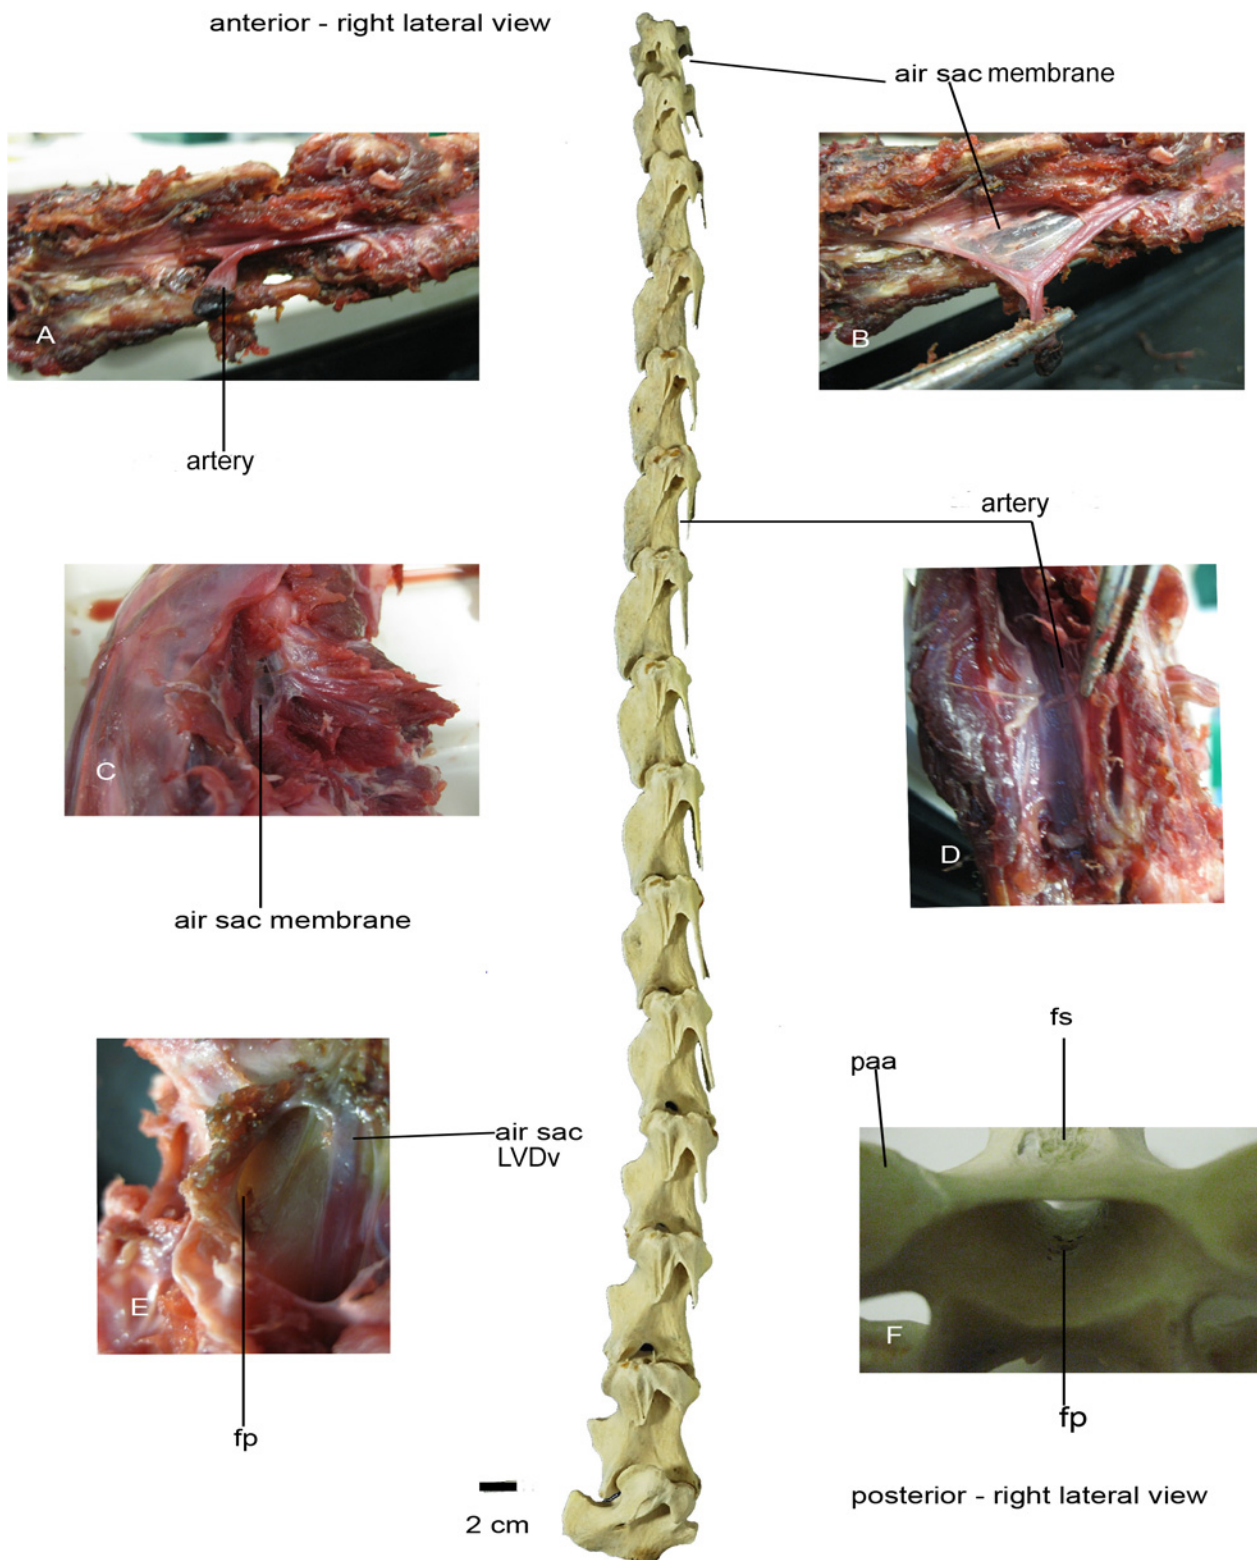 anterior - right lateral view
air sac membrane
A
B
artery
artery
C
D
air sac membrane
fs
paa
air sac
LVDv
E
F
fp
fp
2 cm
posterior - right lateral view